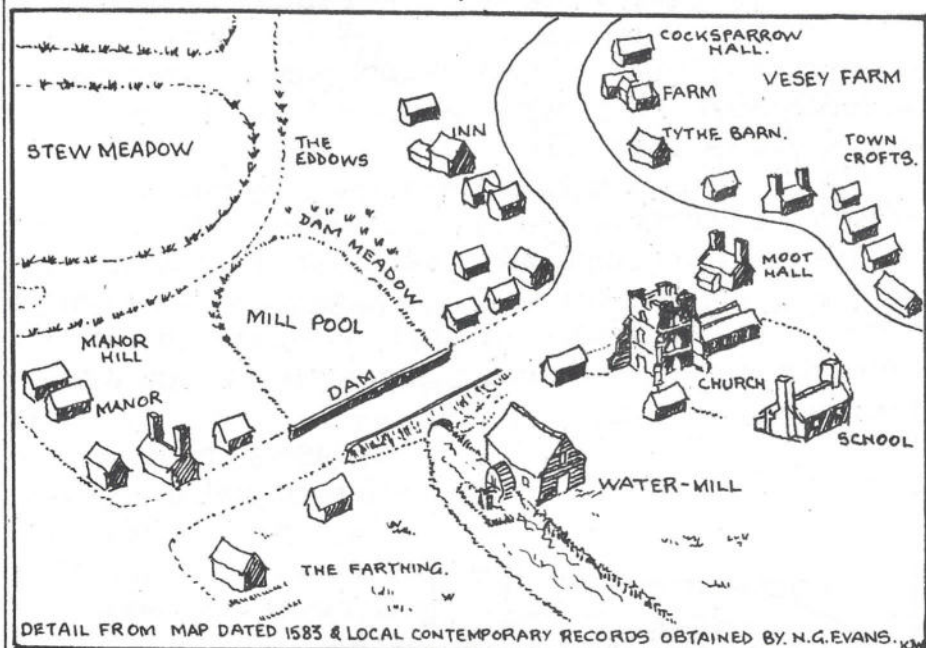 COCKSPARROW
HALL.
VESEY FARM
FARM
TYTHE BARN.
TOWN
CROFTS.
INN
THE
EDDOWS
STEW MEADOW
DAM MEADOW
MOOT
HALL
MILL POOL
MANOR
HILL
MANOR
DAM
CHURCH
SCHOOL
WATER-MILL
THE FARTHING.
DETAIL FROM MAP DATED 1583 & LOCAL CONTEMPORARY RECORDS OBTAINED BY N.G.EVANS.